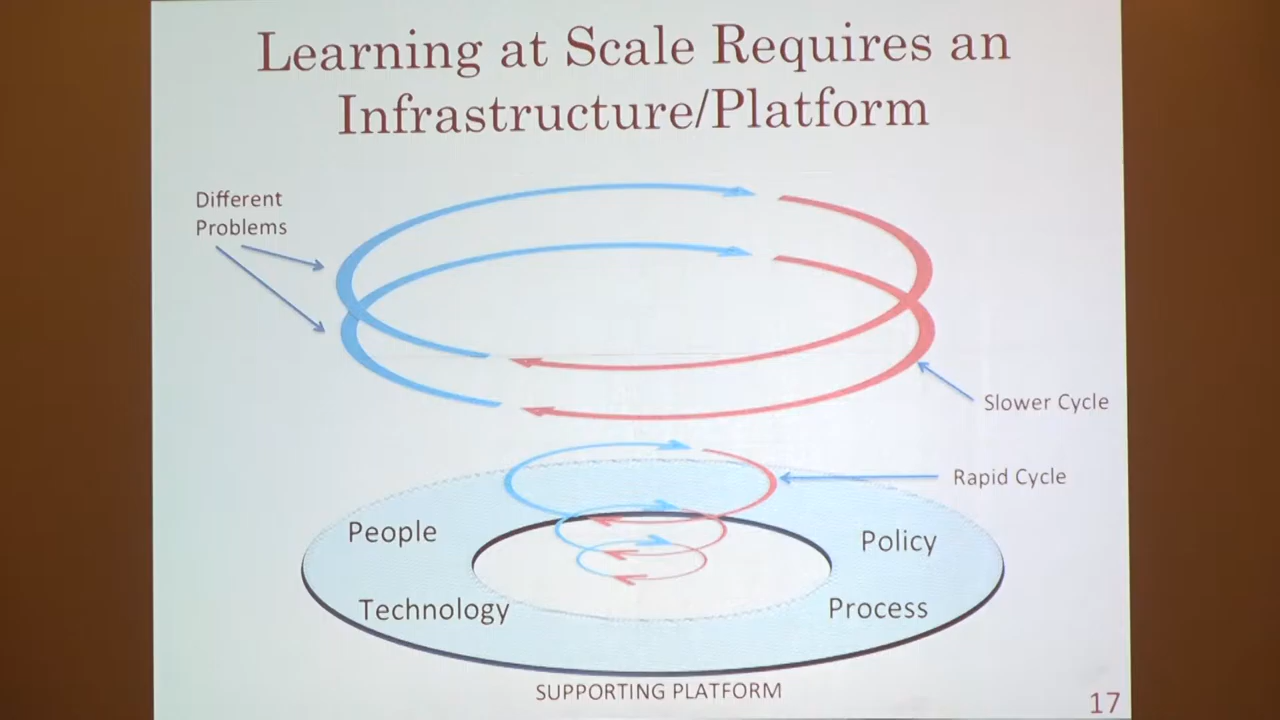 Learning at Scale Requires an
Infrastructure/Platform
Different
Problems
Slower Cycle
Rapid Cycle
People
Policy
Technology
Process
SUPPORTING PLATFORM
17